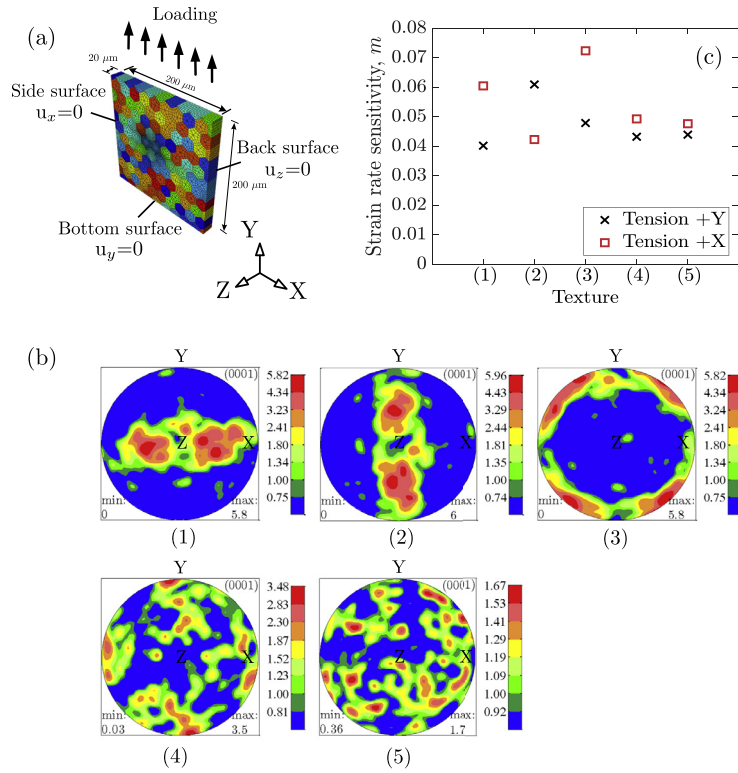 (a)
Loading
20 μm
200 μm
Side surface
uₓ=0
Back surface
u_z=0
200 μm
Bottom surface
u_y=0
Y
Z
X
0.08
0.07
0.06
0.05
0.04
0.03
0.02
0.01
0
Strain rate sensitivity, m
(c)
Tension +Y
Tension +X
(1)
(2)
(3)
(4)
(5)
Texture
(b)
Y
(0001)
Z
X
min:
0
max:
5.8
5.82
4.34
3.23
2.41
1.80
1.34
1.00
0.75
(1)
Y
(0001)
Z
X
min:
0
max:
6
5.96
4.43
3.29
2.44
1.81
1.35
1.00
0.74
(2)
Y
(0001)
Z
X
min:
0
max:
5.8
5.82
4.34
3.24
2.41
1.80
1.34
1.00
0.75
(3)
Y
(0001)
Z
X
min:
0.03
max:
3.5
3.48
2.83
2.30
1.87
1.52
1.23
1.00
0.81
(4)
Y
(0001)
Z
X
min:
0.36
max:
1.7
1.67
1.53
1.41
1.29
1.19
1.09
1.00
0.92
(5)